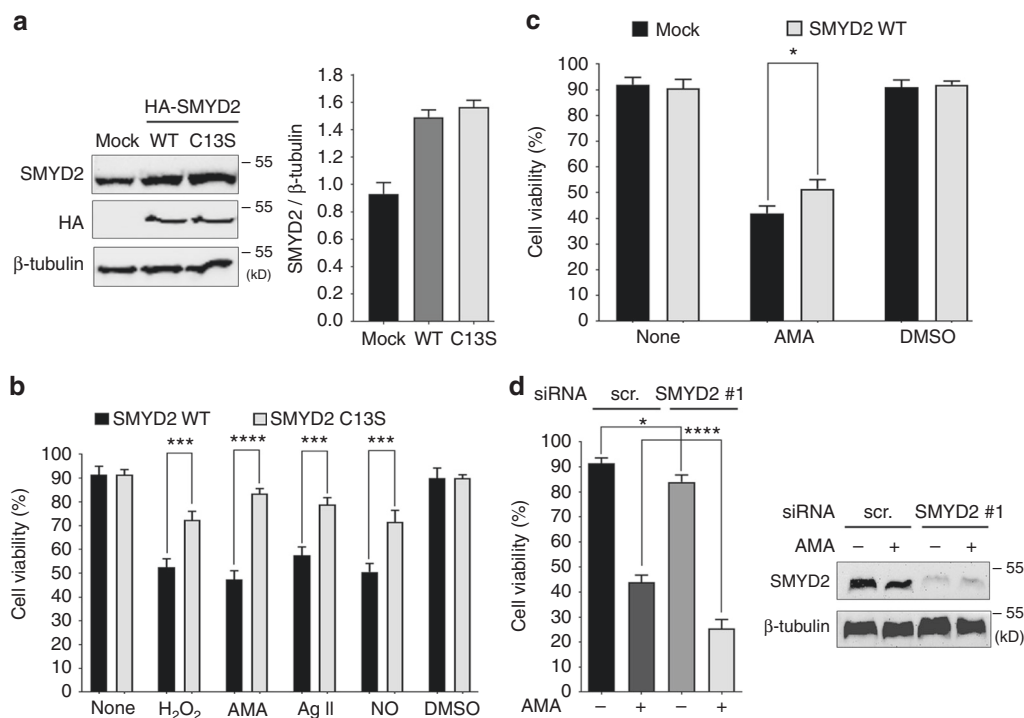 a
HA-SMYD2
Mock WT C13S
SMYD2
– 55
HA
– 55
β-tubulin
– 55
(kD)
SMYD2 / β-tubulin
1.8
1.6
1.4
1.2
1.0
0.8
0.6
0.4
0.2
0.0
Mock WT C13S
b
SMYD2 WT SMYD2 C13S
Cell viability (%)
100
90
80
70
60
50
40
30
20
10
0
*** **** *** ***
None H₂O₂ AMA Ag II NO DMSO
c
Mock SMYD2 WT
Cell viability (%)
100
90
80
70
60
50
40
30
20
10
0
*
None AMA DMSO
d
siRNA scr. SMYD2 #1
* ****
Cell viability (%)
100
90
80
70
60
50
40
30
20
10
0
AMA – + – +
siRNA scr. SMYD2 #1
AMA – + – +
SMYD2
– 55
β-tubulin
– 55
(kD)